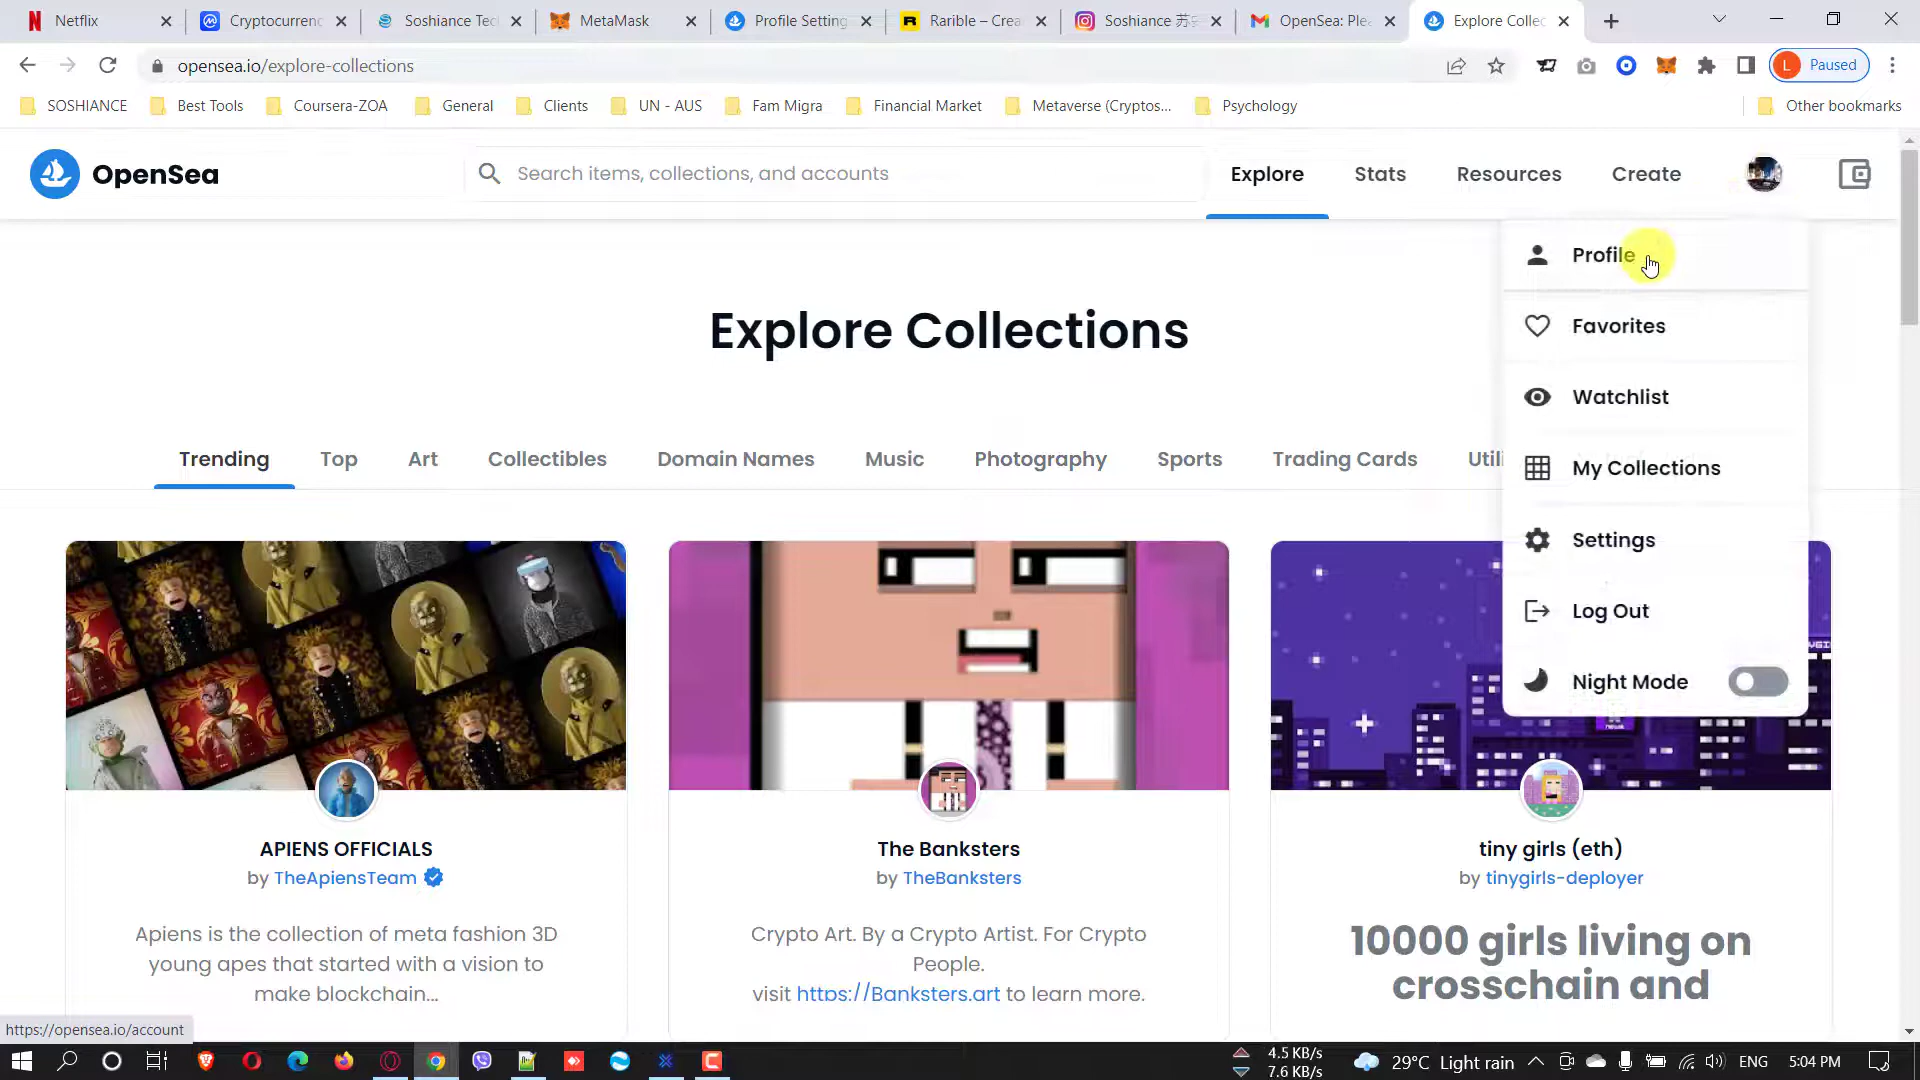 Netflix
Cryptocurrenc
Soshiance Tec
MetaMask
Profile Setting
Rarible – Crea
Soshiance 苏
OpenSea: Plea
Explore Collec
opensea.io/explore-collections
L Paused
SOSHIANCE
Best Tools
Coursera-ZOA
General
Clients
UN - AUS
Fam Migra
Financial Market
Metaverse (Cryptos...
Psychology
Other bookmarks
OpenSea
Search items, collections, and accounts
Explore
Stats
Resources
Create
Profile
Favorites
Watchlist
My Collections
Settings
Log Out
Night Mode
Explore Collections
Trending
Top
Art
Collectibles
Domain Names
Music
Photography
Sports
Trading Cards
Utili
APIENS OFFICIALS
by TheApiensTeam
Apiens is the collection of meta fashion 3D
young apes that started with a vision to
make blockchain...
The Banksters
by TheBanksters
Crypto Art. By a Crypto Artist. For Crypto
People.
visit https://Banksters.art to learn more.
tiny girls (eth)
by tinygirls-deployer
10000 girls living on
crosschain and
https://opensea.io/account
4.5 KB/s
7.6 KB/s
29°C Light rain
ENG
5:04 PM